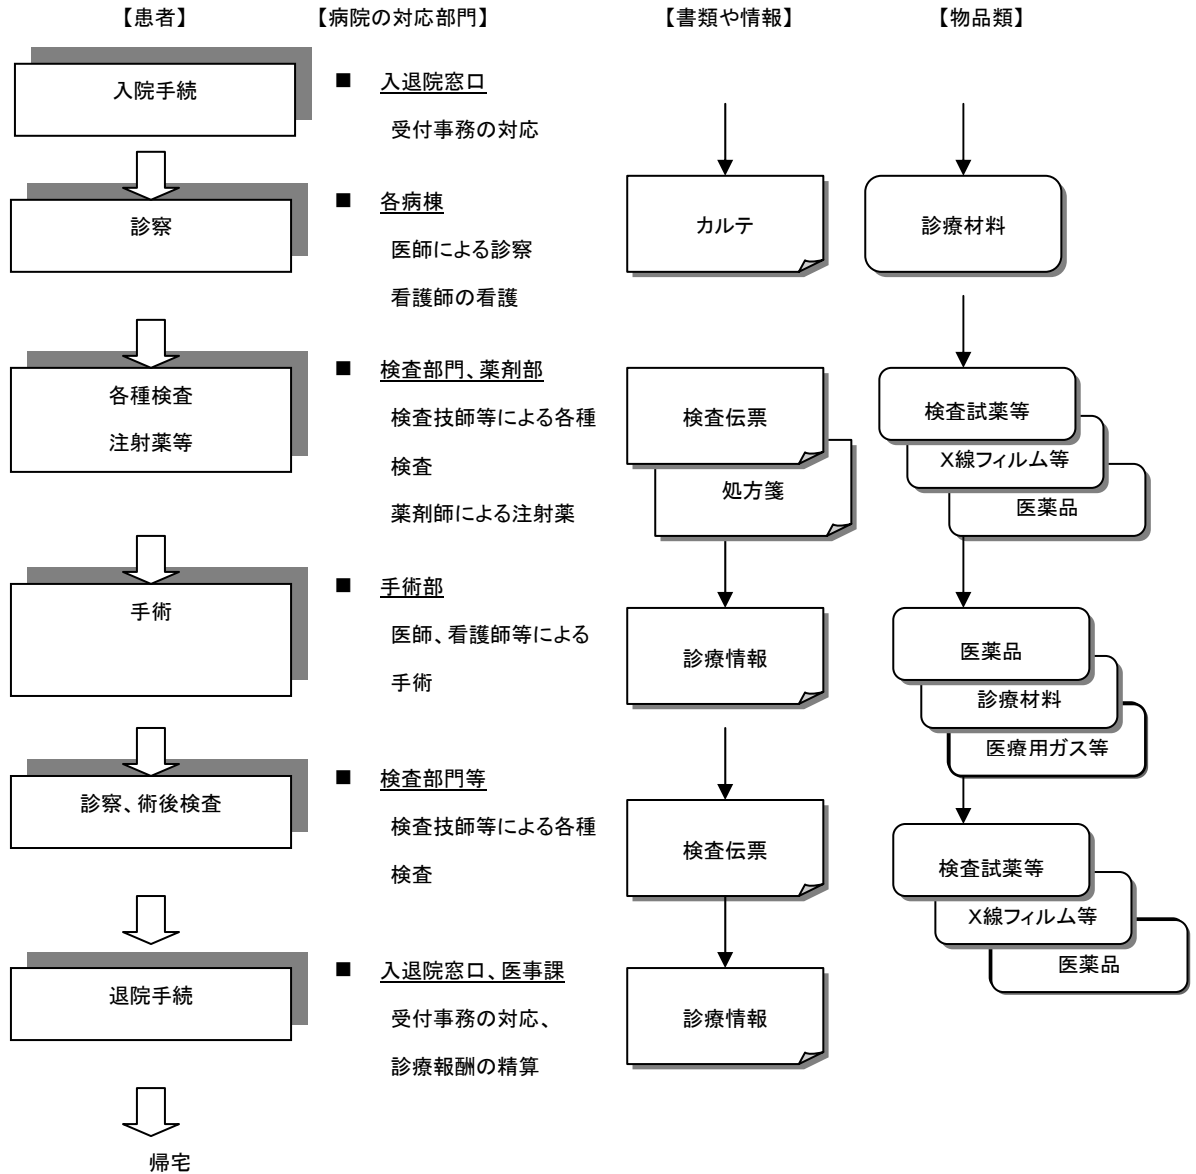 【患者】
【病院の対応部門】
【書類や情報】
【物品類】
入院手続
■ 入退院窓口
受付事務の対応
診察
■ 各病棟
医師による診察
看護師の看護
カルテ
診療材料
各種検査
注射薬等
■ 検査部門、薬剤部
検査技師等による各種
検査
薬剤師による注射薬
検査伝票
処方箋
検査試薬等
X線フィルム等
医薬品
手術
■ 手術部
医師、看護師等による
手術
診療情報
医薬品
診療材料
医療用ガス等
診察、術後検査
■ 検査部門等
検査技師等による各種
検査
検査伝票
検査試薬等
X線フィルム等
医薬品
退院手続
■ 入退院窓口、医事課
受付事務の対応、
診療報酬の精算
診療情報
帰宅